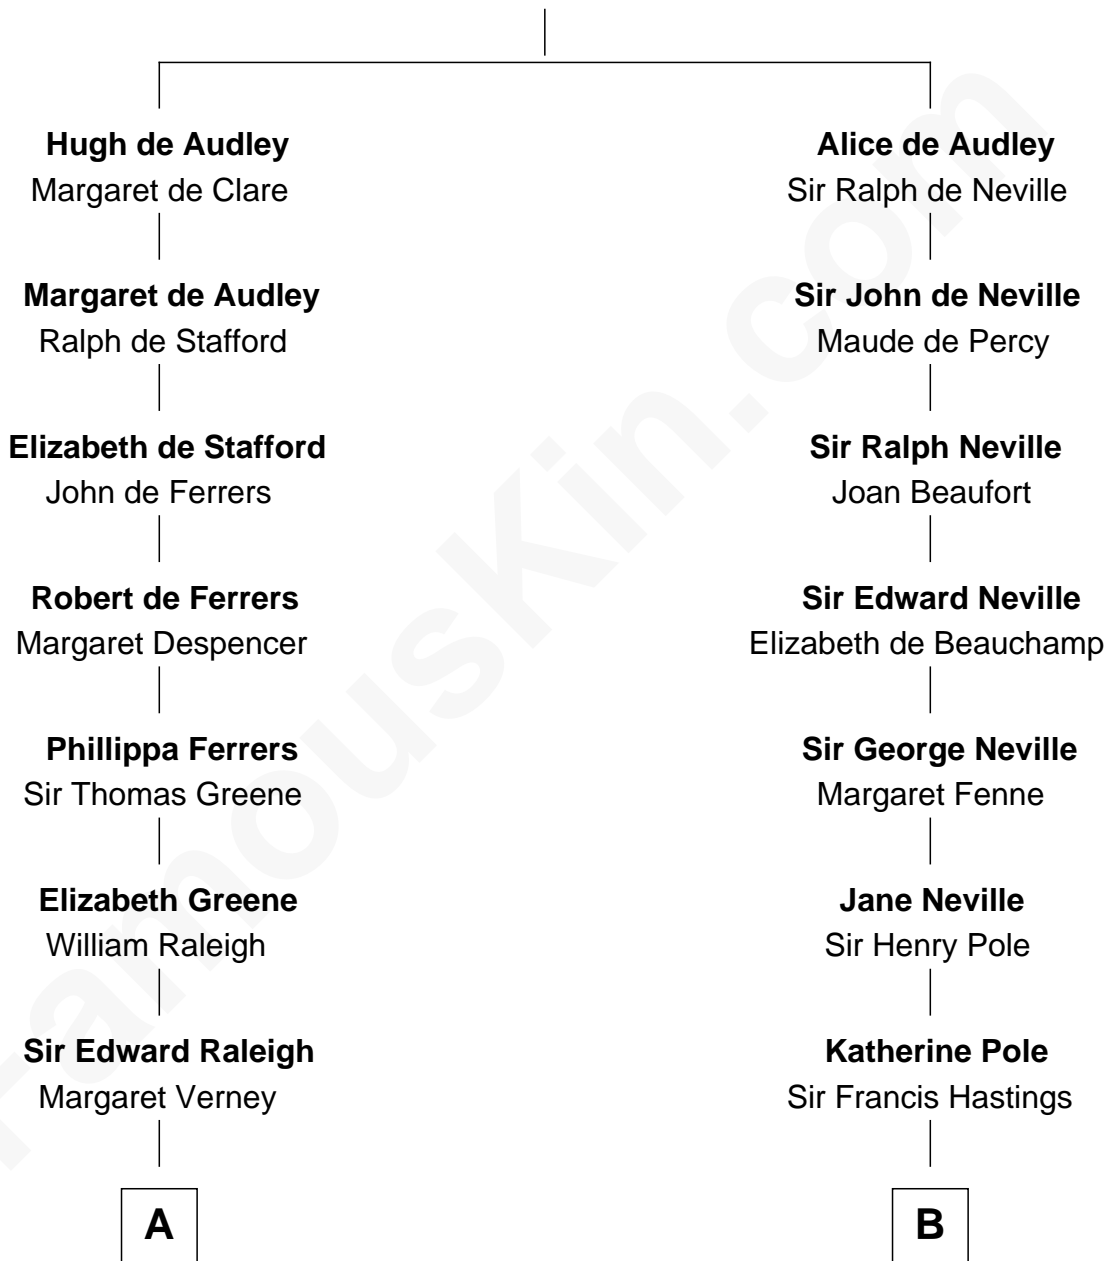 Hugh de Audley
Margaret de Clare
Margaret de Audley
Ralph de Stafford
Elizabeth de Stafford
John de Ferrers
Robert de Ferrers
Margaret Despencer
Phillippa Ferrers
Sir Thomas Greene
Elizabeth Greene
William Raleigh
Sir Edward Raleigh
Margaret Verney
A
Alice de Audley
Sir Ralph de Neville
Sir John de Neville
Maude de Percy
Sir Ralph Neville
Joan Beaufort
Sir Edward Neville
Elizabeth de Beauchamp
Sir George Neville
Margaret Fenne
Jane Neville
Sir Henry Pole
Katherine Pole
Sir Francis Hastings
B
FamousKin.com